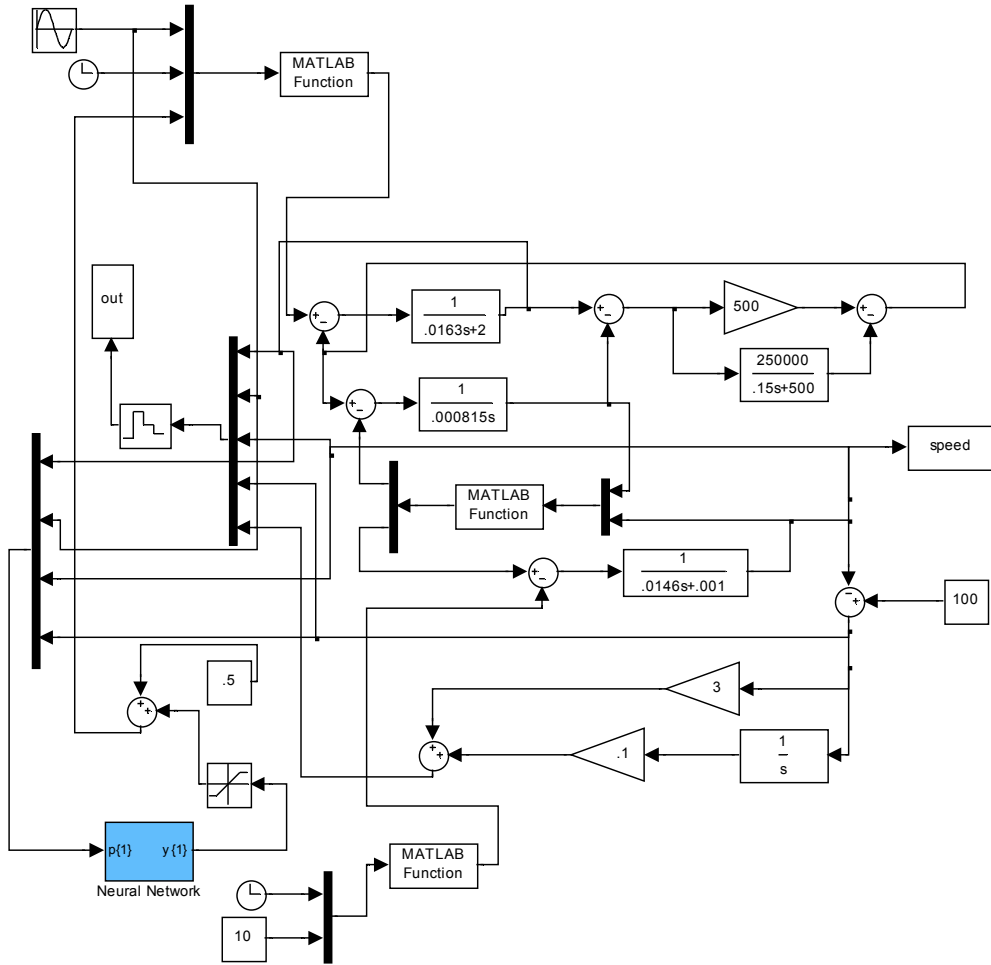 MATLAB
Function
out
1
.0163s+2
+
-
+
-
500
+
-
250000
.15s+500
+
-
1
.000815s
speed
MATLAB
Function
+
-
1
.0146s+.001
-
+
100
.5
+
+
3
+
+
.1
1
s
p{1}
y{1}
Neural Network
MATLAB
Function
10